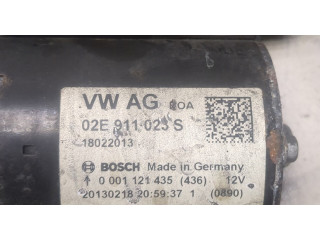 VW AG ROA
02E 911 023 S
18022013
BOSCH Made in Germany
0 001 121 435 (436) 12V
20130218 20:59:37 1 (0890)